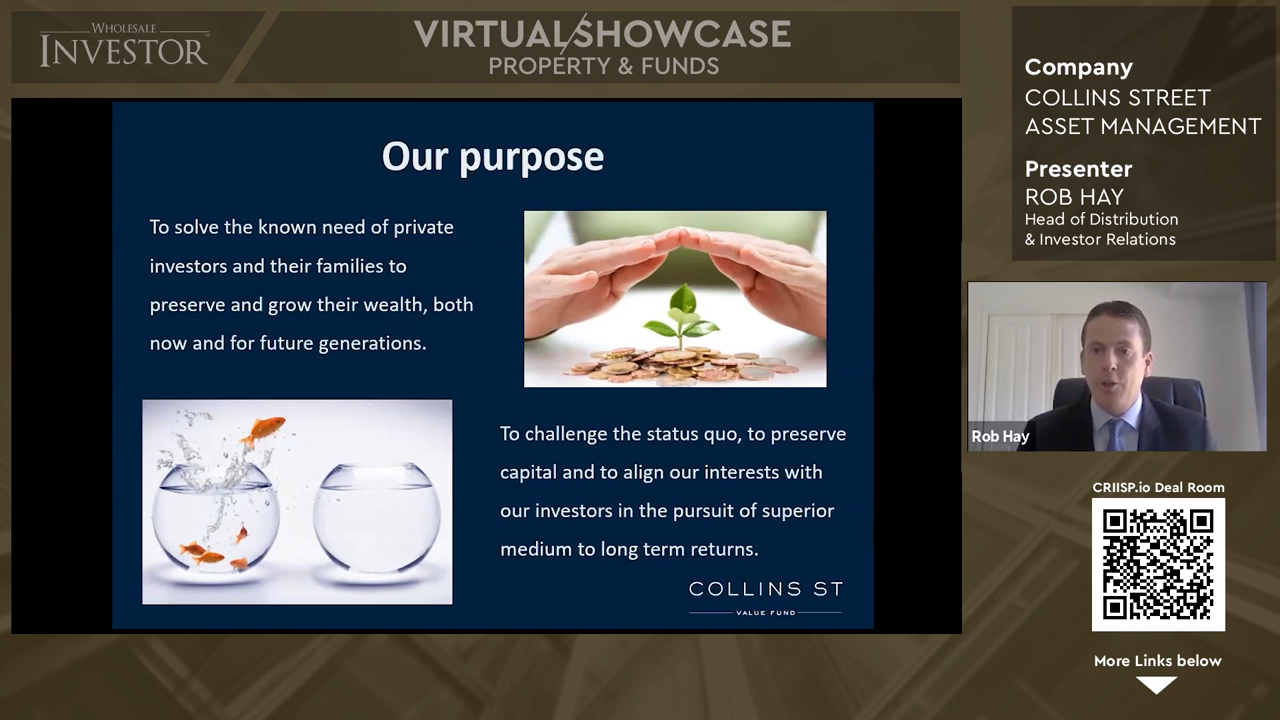 WHOLESALE
INVESTOR
VIRTUAL/SHOWCASE
PROPERTY & FUNDS
Our purpose
To solve the known need of private
investors and their families to
preserve and grow their wealth, both
now and for future generations.
To challenge the status quo, to preserve
capital and to align our interests with
our investors in the pursuit of superior
medium to long term returns.
COLLINS ST
VALUE FUND
Company
COLLINS STREET
ASSET MANAGEMENT
Presenter
ROB HAY
Head of Distribution
& Investor Relations
Rob Hay
CRIISP.io Deal Room
More Links below